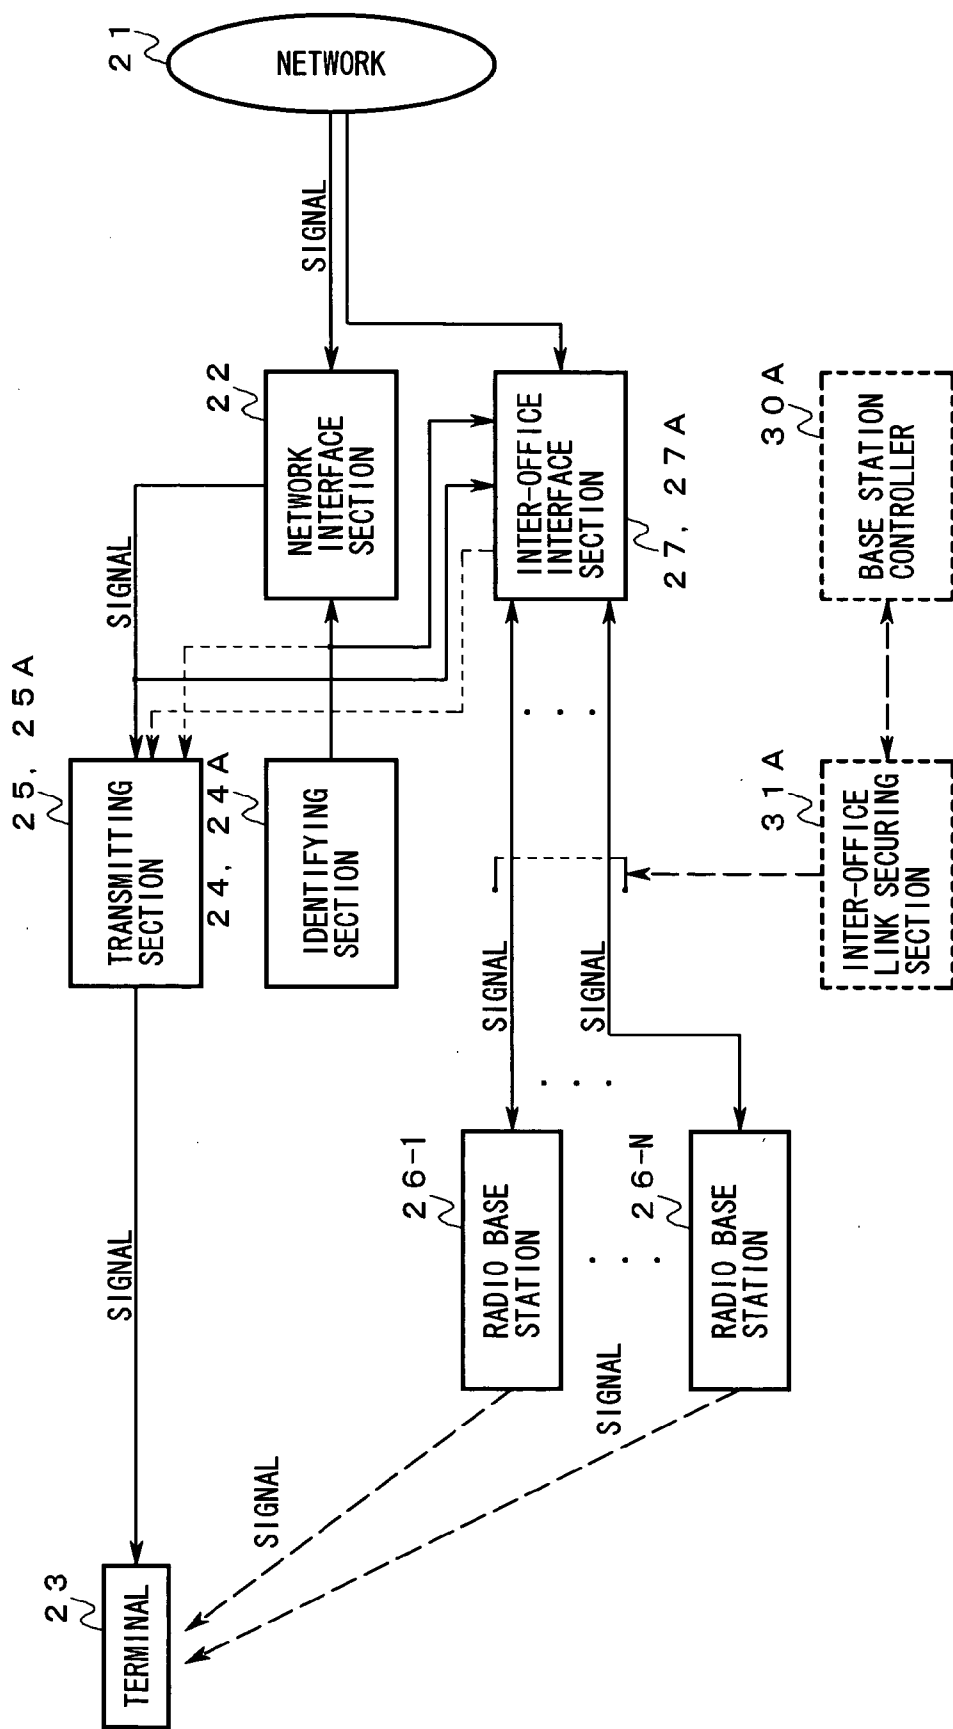 21
NETWORK
SIGNAL
22
NETWORK
INTERFACE
SECTION
INTER-OFFICE
INTERFACE
SECTION
27, 27A
30A
BASE STATION
CONTROLLER
SIGNAL
25, 25A
TRANSMITTING
SECTION
24, 24A
IDENTIFYING
SECTION
31A
INTER-OFFICE
LINK SECURING
SECTION
SIGNAL
SIGNAL
SIGNAL
26-1
RADIO BASE
STATION
26-N
RADIO BASE
STATION
SIGNAL
SIGNAL
23
TERMINAL